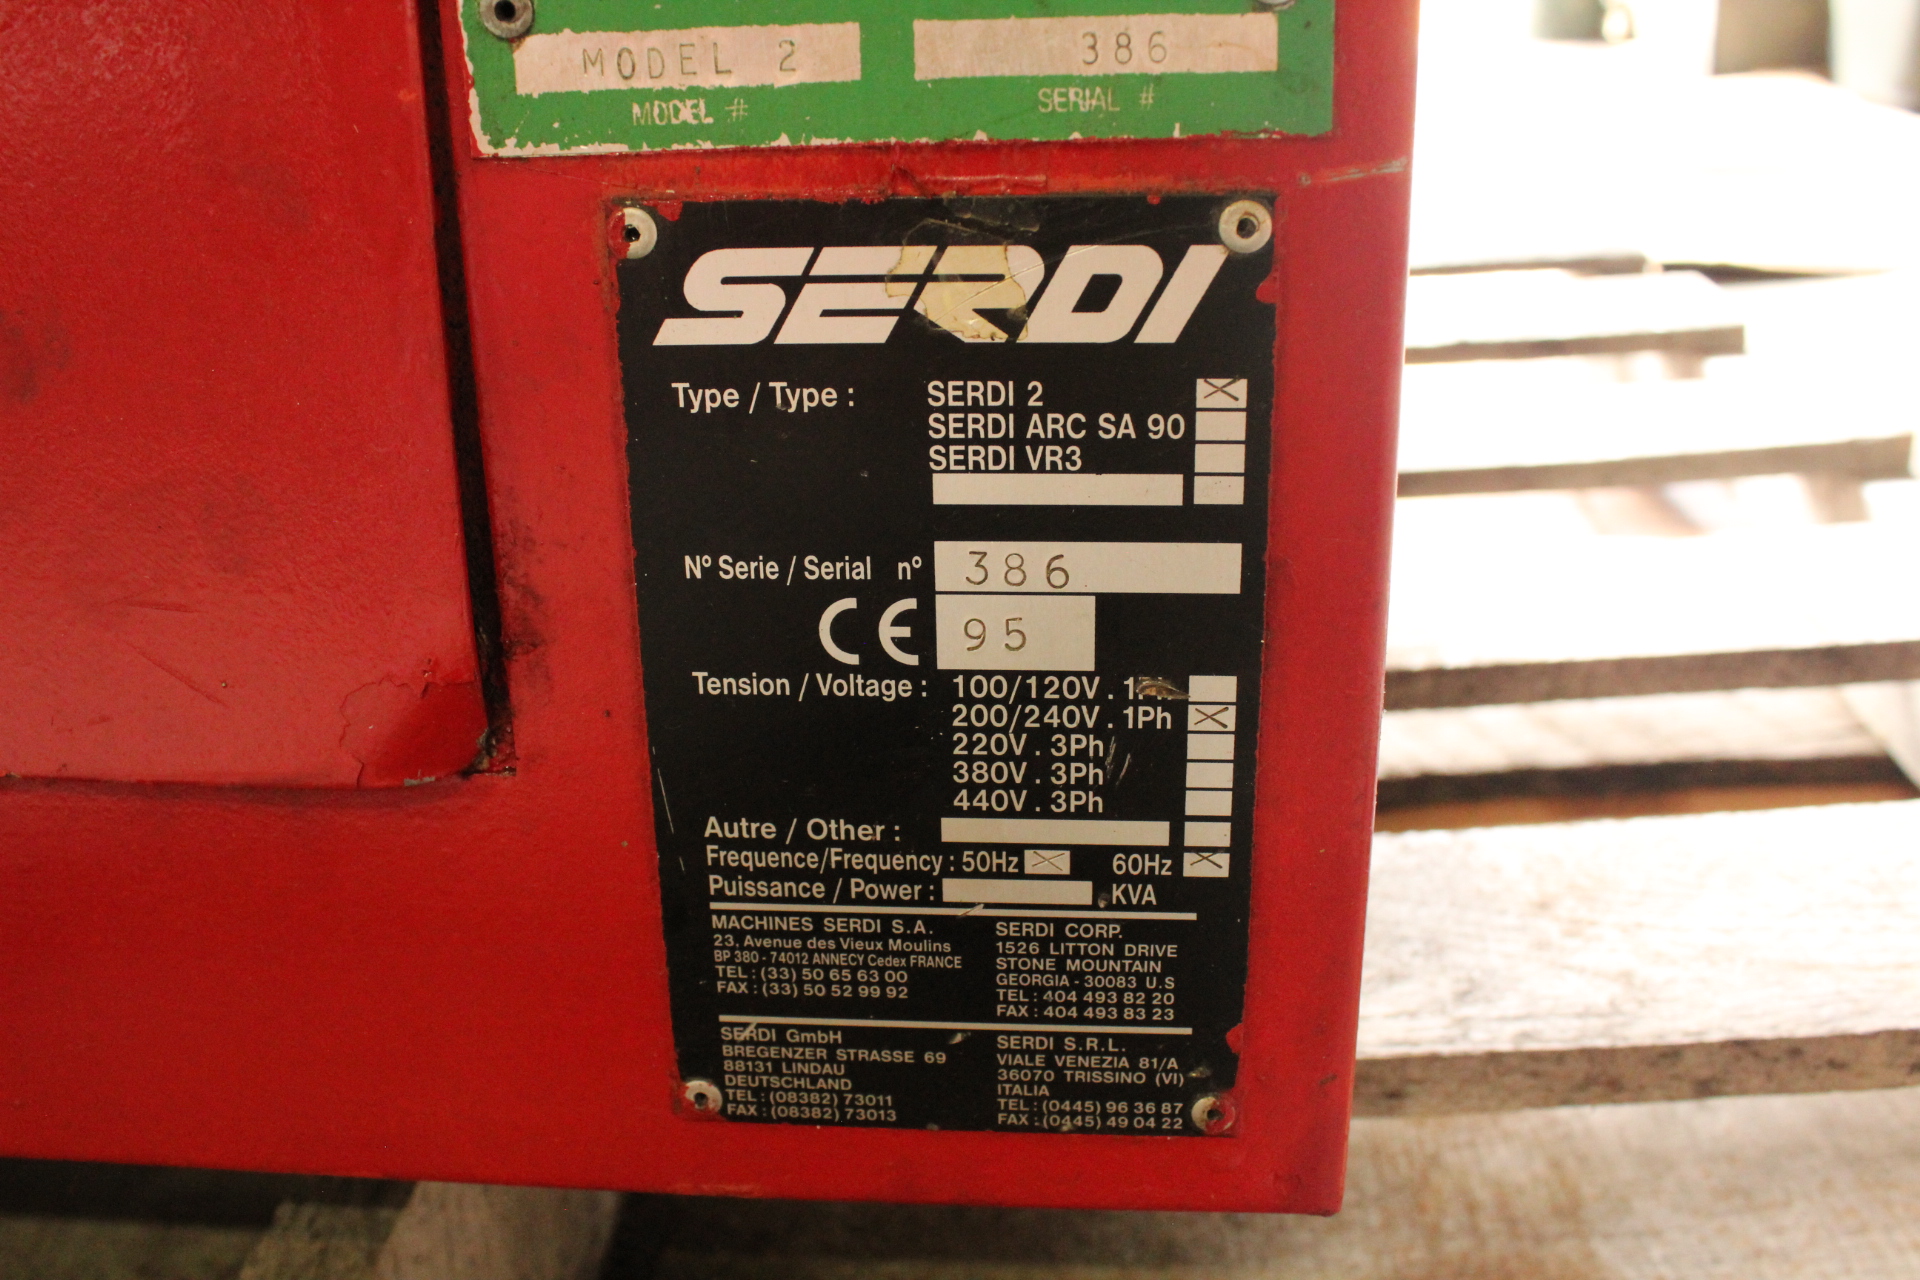 MODEL 2 386
MODEL # SERIAL #
SERDI
Type / Type : SERDI 2
SERDI ARC SA 90
SERDI VR3
Nº Serie / Serial nº 386
CE 95
Tension / Voltage : 100/120V . 
200/240V . 1Ph
220V . 3Ph
380V . 3Ph
440V . 3Ph
Autre / Other :
Frequence/Frequency : 50Hz 60Hz
Puissance / Power : .KVA
MACHINES SERDI S.A.
23, Avenue des Vieux Moulins
BP 380 - 74012 ANNECY Cedex FRANCE
TEL : (33) 50 65 63 00
FAX : (33) 50 52 99 92
SERDI CORP.
1526 LITTON DRIVE
STONE MOUNTAIN
GEORGIA - 30083 U.S
TEL : 404 493 82 20
FAX : 404 493 83 23
SERDI GmbH
BREGENZER STRASSE 69
88131 LINDAU
DEUTSCHLAND
TEL : (08382) 73011
FAX : (08382) 73013
SERDI S.R.L.
VIALE VENEZIA 81/A
36070 TRISSINO (VI)
ITALIA
TEL : (0445) 96 36 87
FAX : (0445) 49 04 22